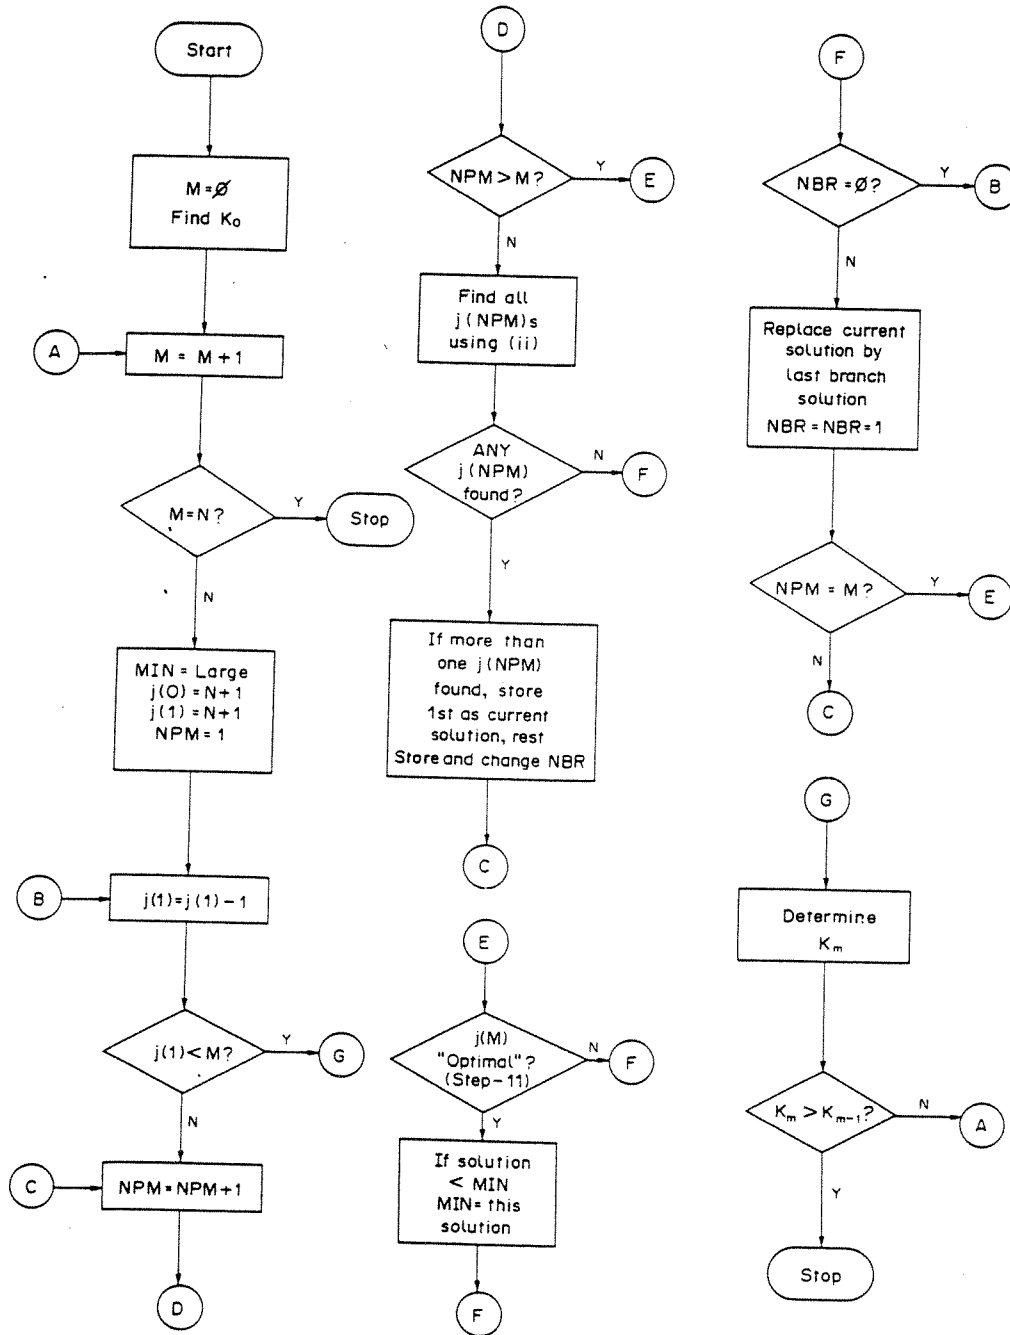 Start
M=Ø
Find K₀
A
M = M+1
M=N?
Y
Stop
N
MIN=Large
j(O)=N+1
j(1)=N+1
NPM=1
B
j(1)=j(1)-1
j(1)<M?
Y
G
N
C
NPM=NPM+1
D
D
NPM>M?
Y
E
N
Find all
j(NPM)s
using (ii)
ANY
j(NPM)
found?
N
F
Y
If more than
one j(NPM)
found, store
1st as current
solution, rest
Store and change NBR
C
E
j(M)
"Optimal"?
(Step-11)
N
F
Y
If solution
< MIN
MIN=this
solution
F
F
NBR=Ø?
Y
B
N
Replace current
solution by
last branch
solution
NBR=NBR=1
NPM=M?
Y
E
N
C
G
Determine
Kₘ
Kₘ > Kₘ₋₁?
N
A
Y
Stop